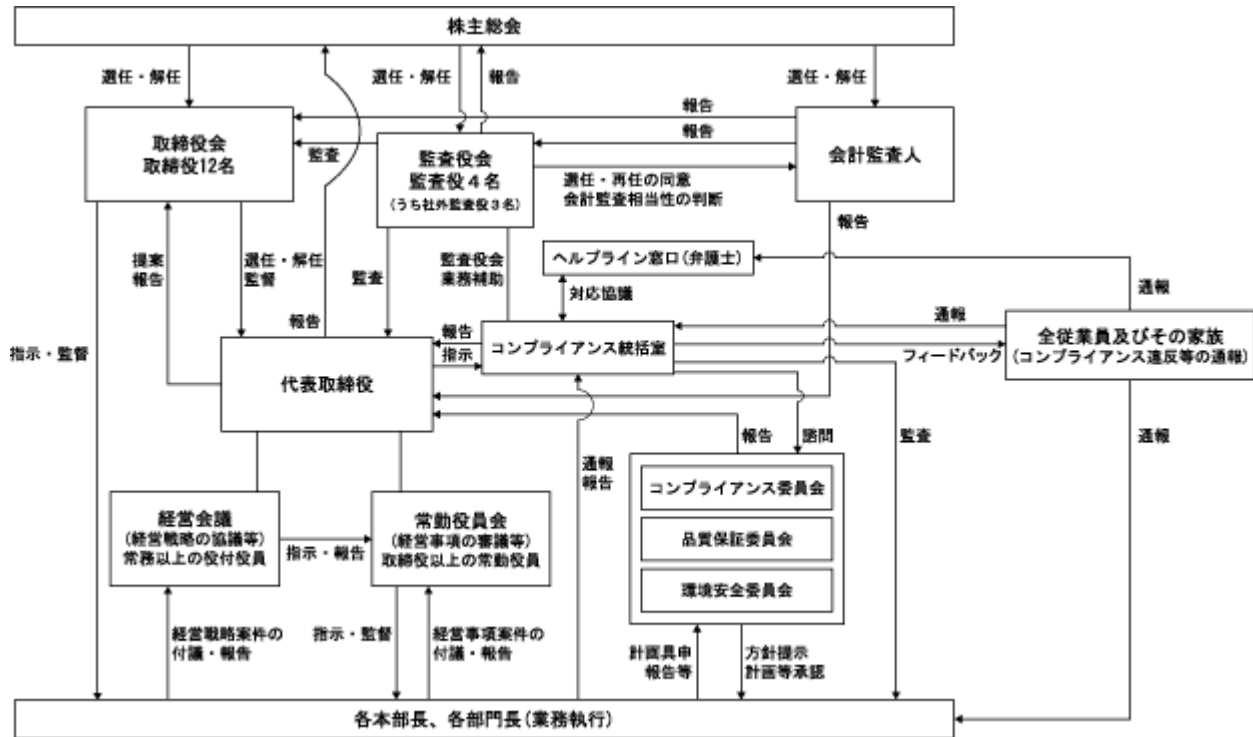 株主総会
選任・解任
選任・解任
報告
選任・解任
取締役会
取締役12名
監査
監査役会
監査役４名
(うち社外監査役３名)
報告
報告
会計監査人
選任・再任の同意
会計監査相当性の判断
報告
提案
報告
選任・解任
監督
報告
監査
監査役会
業務補助
ヘルプライン窓口(弁護士)
対応協議
通報
指示・監督
代表取締役
報告
指示
コンプライアンス統括室
通報
フィードバック
全従業員及びその家族
(コンプライアンス違反等の通報)
報告
諮問
監査
通報
通報
報告
経営会議
(経営戦略の協議等)
常務以上の役付役員
指示・報告
常勤役員会
(経営事項の審議等)
取締役以上の常勤役員
コンプライアンス委員会
品質保証委員会
環境安全委員会
経営戦略案件の
付議・報告
指示・監督
経営事項案件の
付議・報告
計画具申
報告等
方針提示
計画等承認
各本部長、各部門長(業務執行)